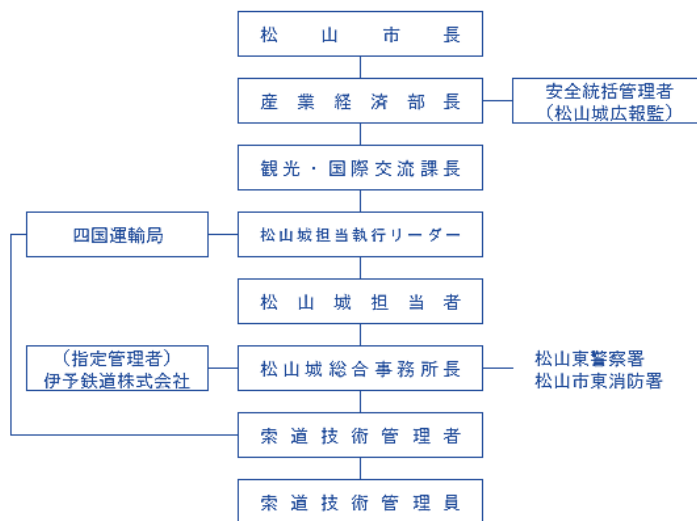 松山市長
産業経済部長
安全統括管理者
(松山城広報監)
観光・国際交流課長
四国運輸局
松山城担当執行リーダー
松山城担当者
(指定管理者)
伊予鉄道株式会社
松山城総合事務所長
松山東警察署
松山市東消防署
索道技術管理者
索道技術管理員